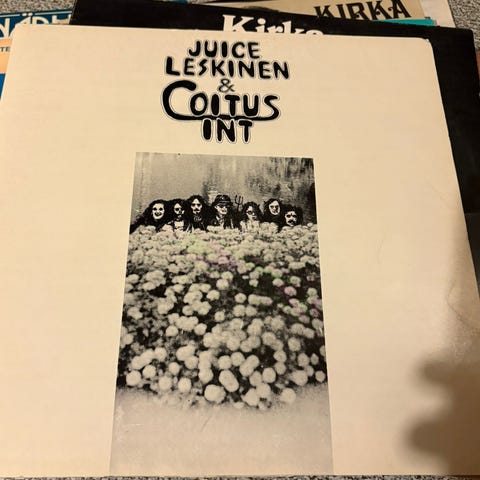 KIRKA
Kirka
JUICE
LESKINEN
&
COITUS
INT